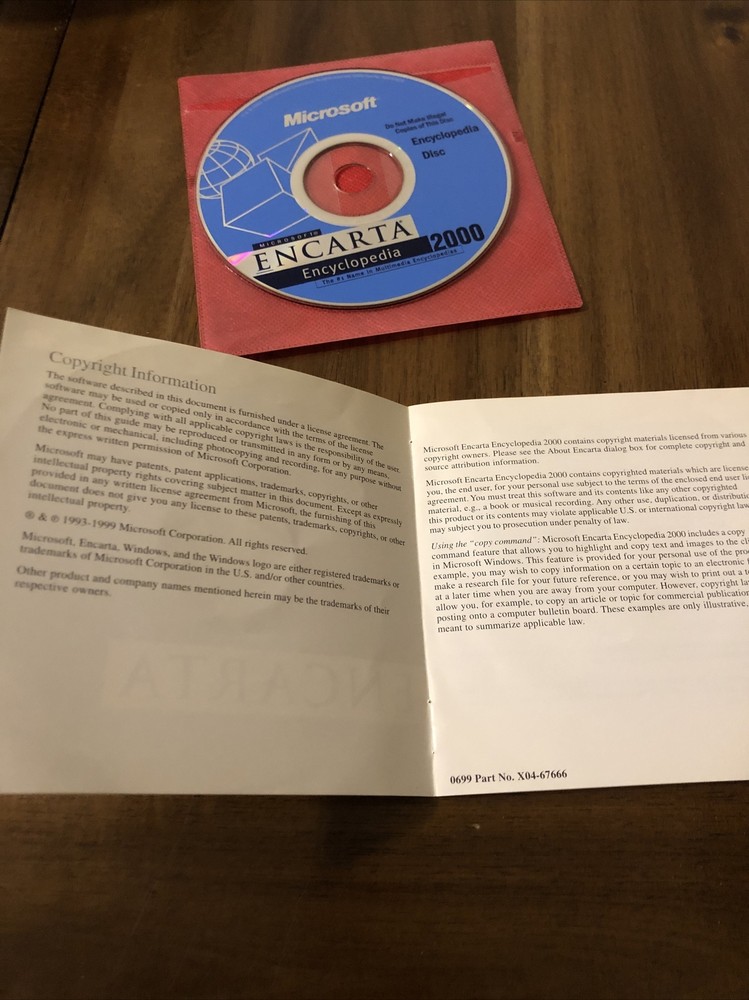 Microsoft
Do Not Make Illegal
Copies of This Disc
Encyclopedia
Disc
MICROSOFT®
ENCARTA®
Encyclopedia 2000
The #1 Name in Multimedia Encyclopedias
Copyright Information
The software described in this document is furnished under a license agreement. The
software may be used or copied only in accordance with the terms of the license
agreement. Complying with all applicable copyright laws is the responsibility of the user.
No part of this guide may be reproduced or transmitted in any form or by any means,
electronic or mechanical, including photocopying and recording, for any purpose without
the express written permission of Microsoft Corporation.
Microsoft may have patents, patent applications, trademarks, copyrights, or other
intellectual property rights covering subject matter in this document. Except as expressly
provided in any written license agreement from Microsoft, the furnishing of this
document does not give you any license to these patents, trademarks, copyrights, or other
intellectual property.
® & ℗ 1993-1999 Microsoft Corporation. All rights reserved.
Microsoft, Encarta, Windows, and the Windows logo are either registered trademarks or
trademarks of Microsoft Corporation in the U.S. and/or other countries.
Other product and company names mentioned herein may be the trademarks of their
respective owners.
Microsoft Encarta Encyclopedia 2000 contains copyright materials licensed from various
copyright owners. Please see the About Encarta dialog box for complete copyright and
source attribution information.
Microsoft Encarta Encyclopedia 2000 contains copyrighted materials which are license
you, the end user, for your personal use subject to the terms of the enclosed end user li
agreement. You must treat this software and its contents like any other copyrighted
material, e.g., a book or musical recording. Any other use, duplication, or distributio
this product or its contents may violate applicable U.S. or international copyright law
may subject you to prosecution under penalty of law.
Using the "copy command": Microsoft Encarta Encyclopedia 2000 includes a copy
command feature that allows you to highlight and copy text and images to the cli
in Microsoft Windows. This feature is provided for your personal use of the pro
example, you may wish to copy information on a certain topic to an electronic
make a research file for your future reference, or you may wish to print out a
at a later time when you are away from your computer. However, copyright la
allow you, for example, to copy an article or topic for commercial publication
posting onto a computer bulletin board. These examples are only illustrative,
meant to summarize applicable law.
0699 Part No. X04-67666
ENCARTA